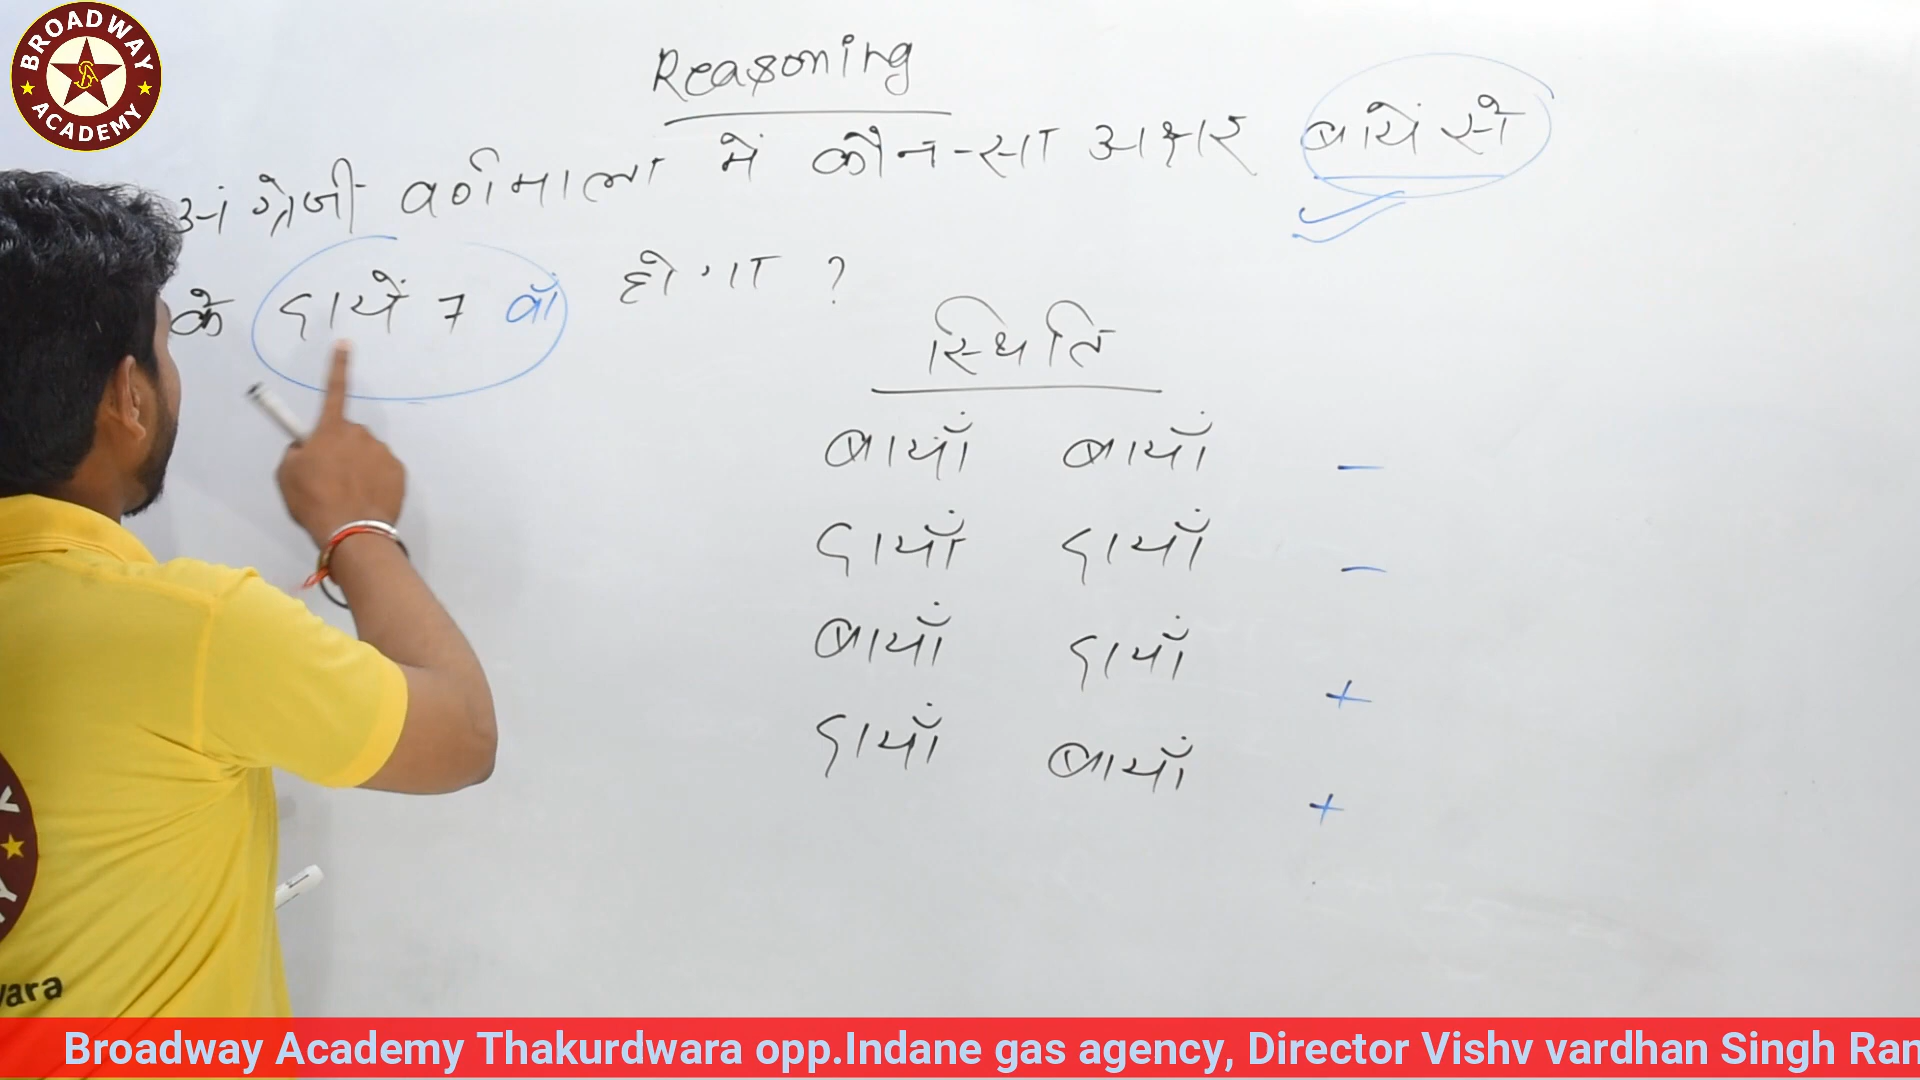 BROADWAY ACADEMY
Reasoning
अंग्रेजी वर्णमाला में कौन-सा अक्षर बायें से
के दायें 7 वाँ होगा ?
स्थिति
बायाँ बायाँ -
दायाँ दायाँ -
बायाँ दायाँ +
दायाँ बायाँ +
wara
Broadway Academy Thakurdwara opp.Indane gas agency, Director Vishv vardhan Singh Ran